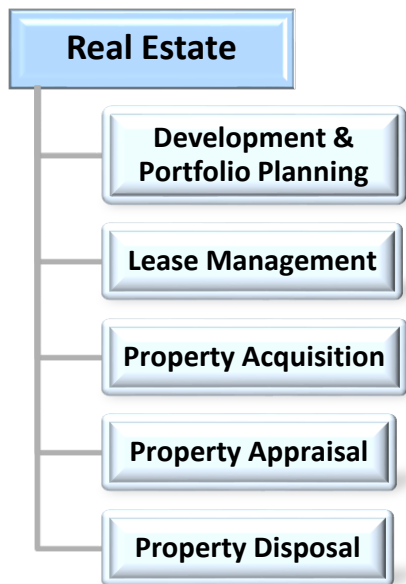 Real Estate
Development &
Portfolio Planning
Lease Management
Property Acquisition
Property Appraisal
Property Disposal